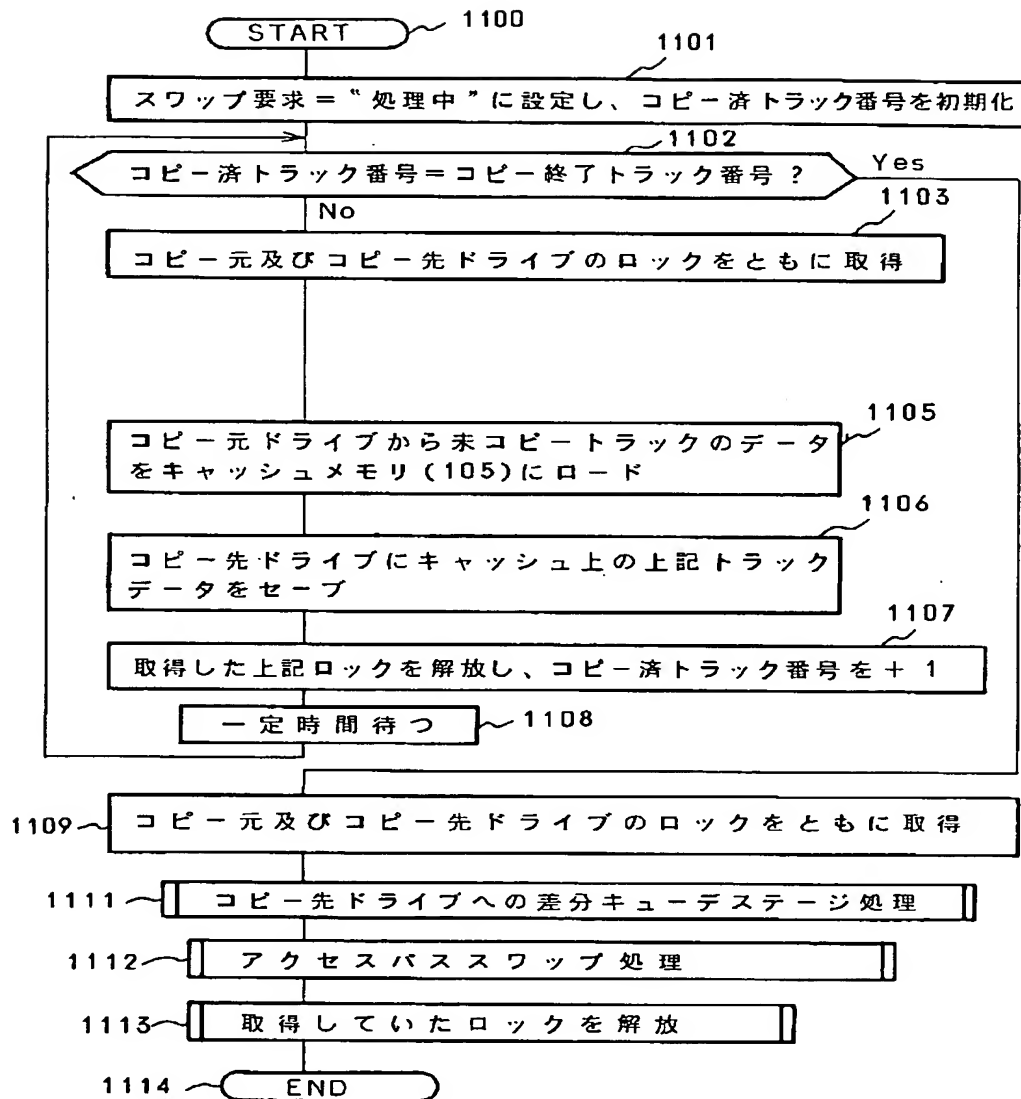 START
1100
1101
スワップ要求＝“処理中”に設定し、コピー済トラック番号を初期化
1102
コピー済トラック番号＝コピー終了トラック番号？
Yes
No
1103
コピー元及びコピー先ドライブのロックをともに取得
1105
コピー元ドライブから未コピートラックのデータ
をキャッシュメモリ(105)にロード
1106
コピー先ドライブにキャッシュ上の上記トラック
データをセーブ
1107
取得した上記ロックを解放し、コピー済トラック番号を＋1
一定時間待つ
1108
1109
コピー元及びコピー先ドライブのロックをともに取得
1111
コピー先ドライブへの差分キューデステージ処理
1112
アクセスパススワップ処理
1113
取得していたロックを解放
1114
END